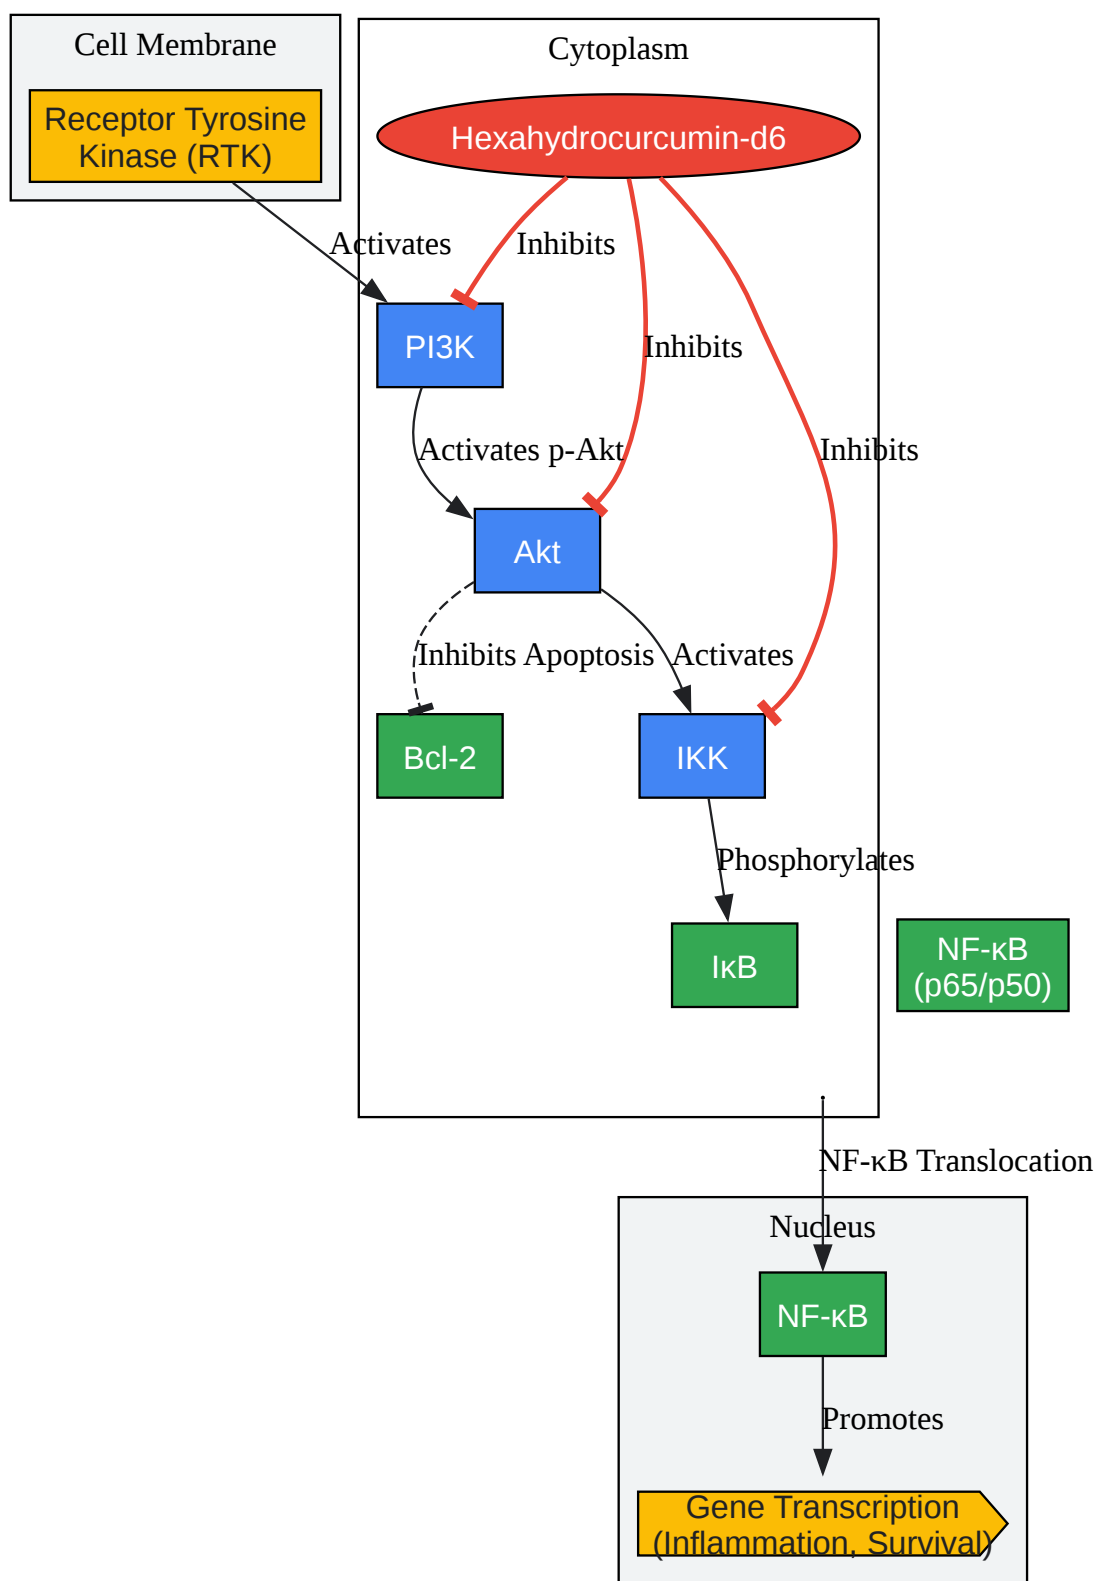 Cell Membrane
Receptor Tyrosine
Kinase (RTK)
Cytoplasm
Hexahydrocurcumin-d6
Activates
Inhibits
PI3K
Inhibits
Activates p-Akt
Inhibits
Akt
Inhibits Apoptosis
Activates
Bcl-2
IKK
Phosphorylates
IκB
NF-κB
(p65/p50)
NF-κB Translocation
Nucleus
NF-κB
Promotes
Gene Transcription
(Inflammation, Survival)